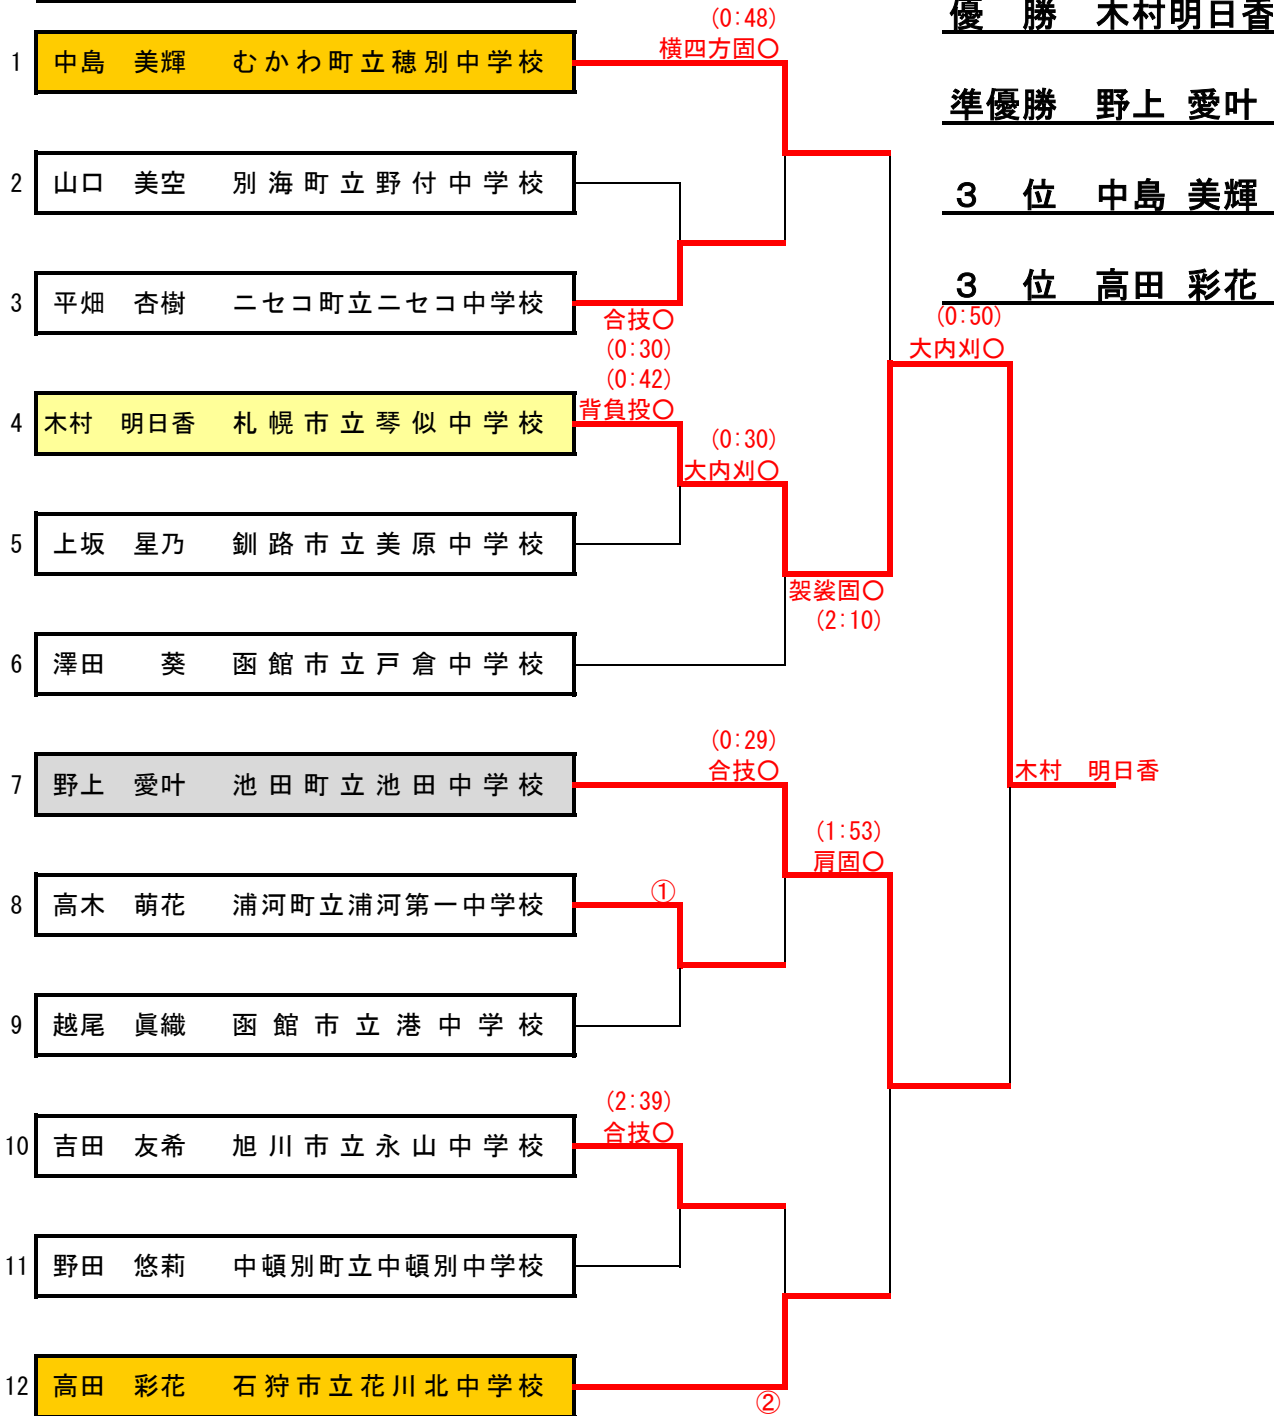 優　勝　木村明日香
準優勝　野上 愛叶
３　位　中島 美輝
３　位　高田 彩花
(0:48)
横四方固〇
1 中島　美輝　むかわ町立穂別中学校
2 山口　美空　別海町立野付中学校
3 平畑　杏樹　ニセコ町立ニセコ中学校
合技〇
(0:30)
(0:50)
大内刈〇
(0:42)
背負投〇
4 木村　明日香　札幌市立琴似中学校
(0:30)
大内刈〇
5 上坂　星乃　釧路市立美原中学校
袈裟固〇
(2:10)
6 澤田　葵　函館市立戸倉中学校
(0:29)
合技〇
7 野上　愛叶　池田町立池田中学校
木村　明日香
(1:53)
肩固〇
8 高木　萌花　浦河町立浦河第一中学校
①
9 越尾　眞織　函館市立港中学校
(2:39)
合技〇
10 吉田　友希　旭川市立永山中学校
11 野田　悠莉　中頓別町立中頓別中学校
12 高田　彩花　石狩市立花川北中学校
②